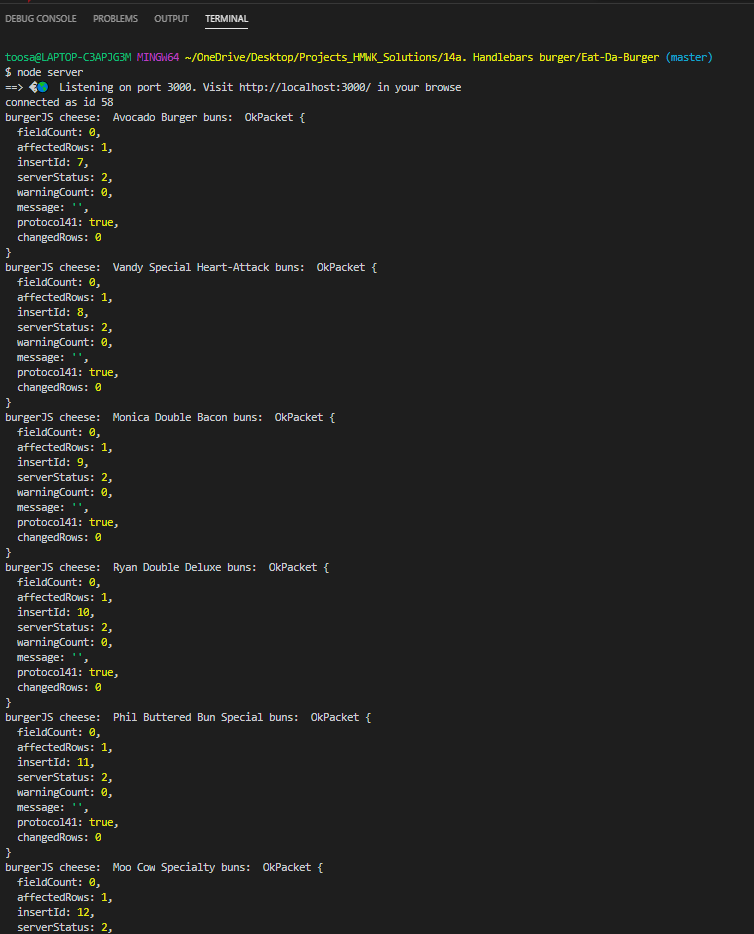 DEBUG CONSOLE PROBLEMS OUTPUT TERMINAL
toosa@LAPTOP-C3APJG3M MINGW64 ~/OneDrive/Desktop/Projects_HMWK_Solutions/14a. Handlebars burger/Eat-Da-Burger (master)
$ node server
==> 🌎  Listening on port 3000. Visit http://localhost:3000/ in your browse
connected as id 58
burgerJS cheese:  Avocado Burger buns:  OkPacket {
  fieldCount: 0,
  affectedRows: 1,
  insertId: 7,
  serverStatus: 2,
  warningCount: 0,
  message: '',
  protocol41: true,
  changedRows: 0
}
burgerJS cheese:  Vandy Special Heart-Attack buns:  OkPacket {
  fieldCount: 0,
  affectedRows: 1,
  insertId: 8,
  serverStatus: 2,
  warningCount: 0,
  message: '',
  protocol41: true,
  changedRows: 0
}
burgerJS cheese:  Monica Double Bacon buns:  OkPacket {
  fieldCount: 0,
  affectedRows: 1,
  insertId: 9,
  serverStatus: 2,
  warningCount: 0,
  message: '',
  protocol41: true,
  changedRows: 0
}
burgerJS cheese:  Ryan Double Deluxe buns:  OkPacket {
  fieldCount: 0,
  affectedRows: 1,
  insertId: 10,
  serverStatus: 2,
  warningCount: 0,
  message: '',
  protocol41: true,
  changedRows: 0
}
burgerJS cheese:  Phil Buttered Bun Special buns:  OkPacket {
  fieldCount: 0,
  affectedRows: 1,
  insertId: 11,
  serverStatus: 2,
  warningCount: 0,
  message: '',
  protocol41: true,
  changedRows: 0
}
burgerJS cheese:  Moo Cow Specialty buns:  OkPacket {
  fieldCount: 0,
  affectedRows: 1,
  insertId: 12,
  serverStatus: 2,